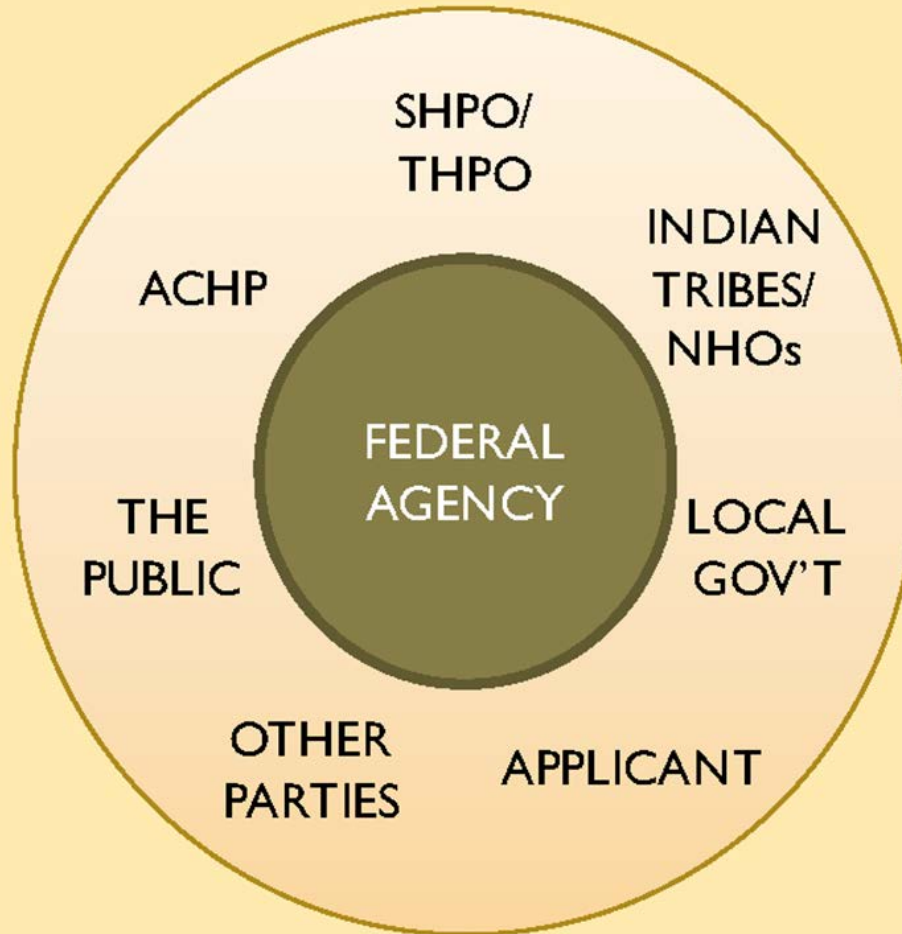 SHPO/
THPO
INDIAN
TRIBES/
NHOs
ACHP
FEDERAL
AGENCY
THE
PUBLIC
LOCAL
GOV'T
OTHER
PARTIES
APPLICANT